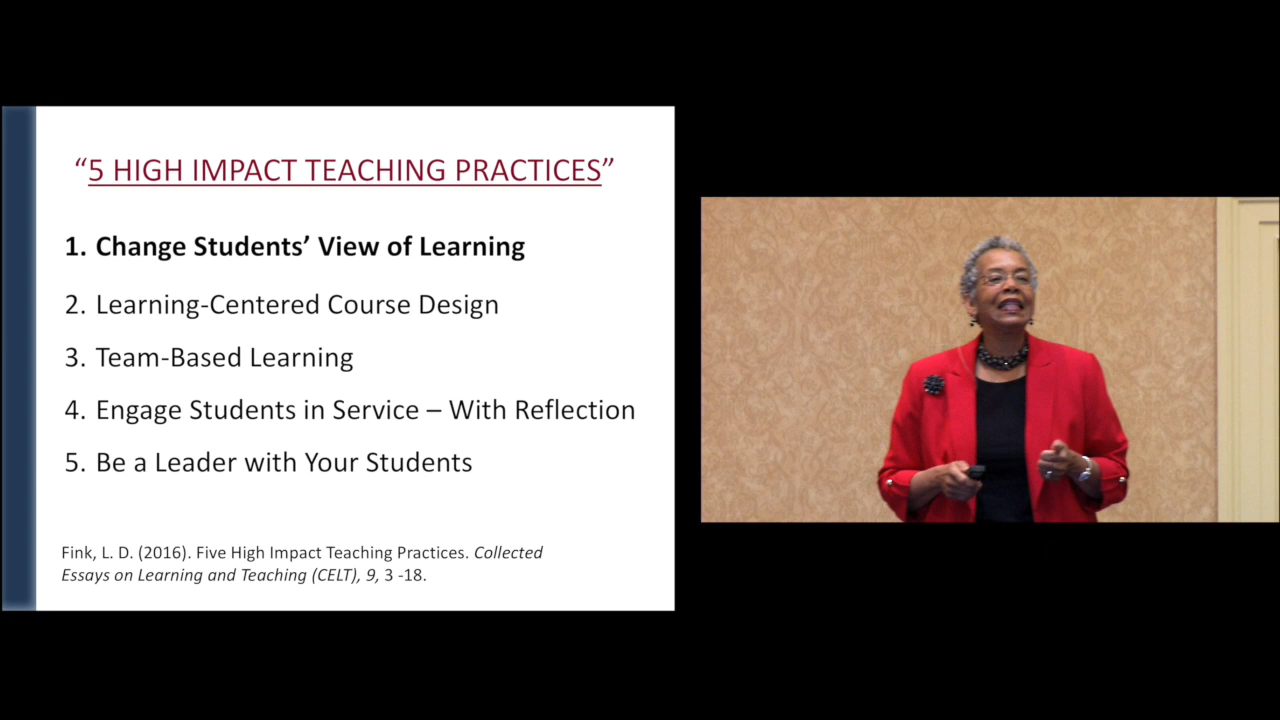 “5 HIGH IMPACT TEACHING PRACTICES”
1. Change Students’ View of Learning
2. Learning-Centered Course Design
3. Team-Based Learning
4. Engage Students in Service – With Reflection
5. Be a Leader with Your Students
Fink, L. D. (2016). Five High Impact Teaching Practices. Collected
Essays on Learning and Teaching (CELT), 9, 3 -18.